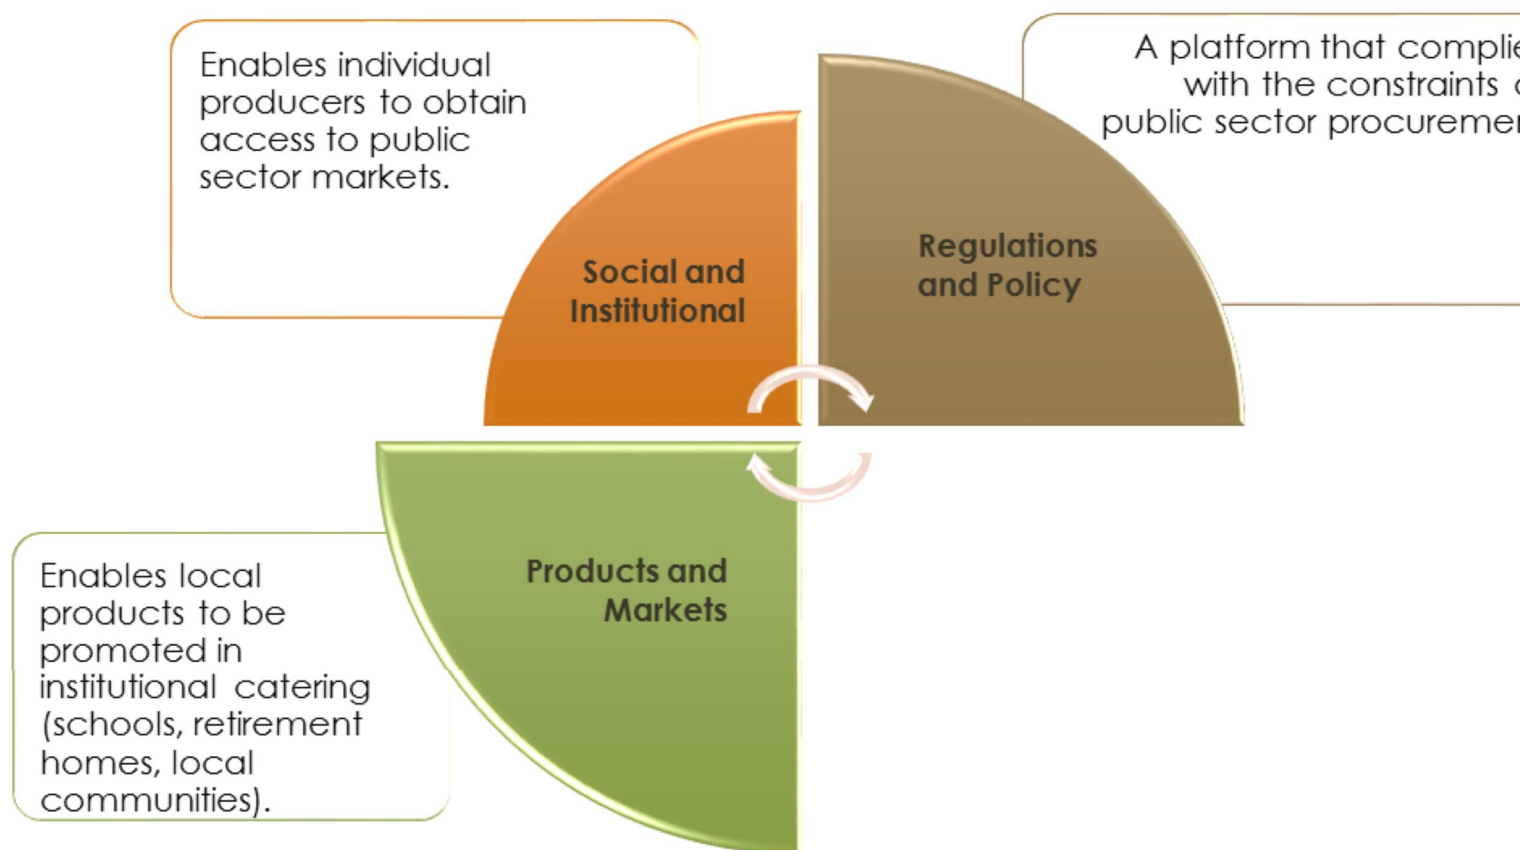 Enables individual
producers to obtain
access to public
sector markets.
A platform that complie
with the constraints
public sector procuremen
Social and
Institutional
Regulations
and Policy
Products and
Markets
Enables local
products to be
promoted in
institutional catering
(schools, retirement
homes, local
communities).